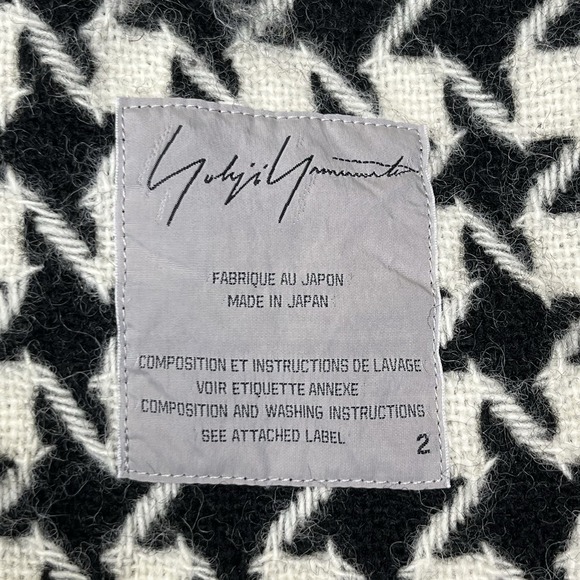 Yohji Yamamoto
FABRIQUE AU JAPON
MADE IN JAPAN
COMPOSITION ET INSTRUCTIONS DE LAVAGE
VOIR ETIQUETTE ANNEXE
COMPOSITION AND WASHING INSTRUCTIONS
SEE ATTACHED LABEL 2